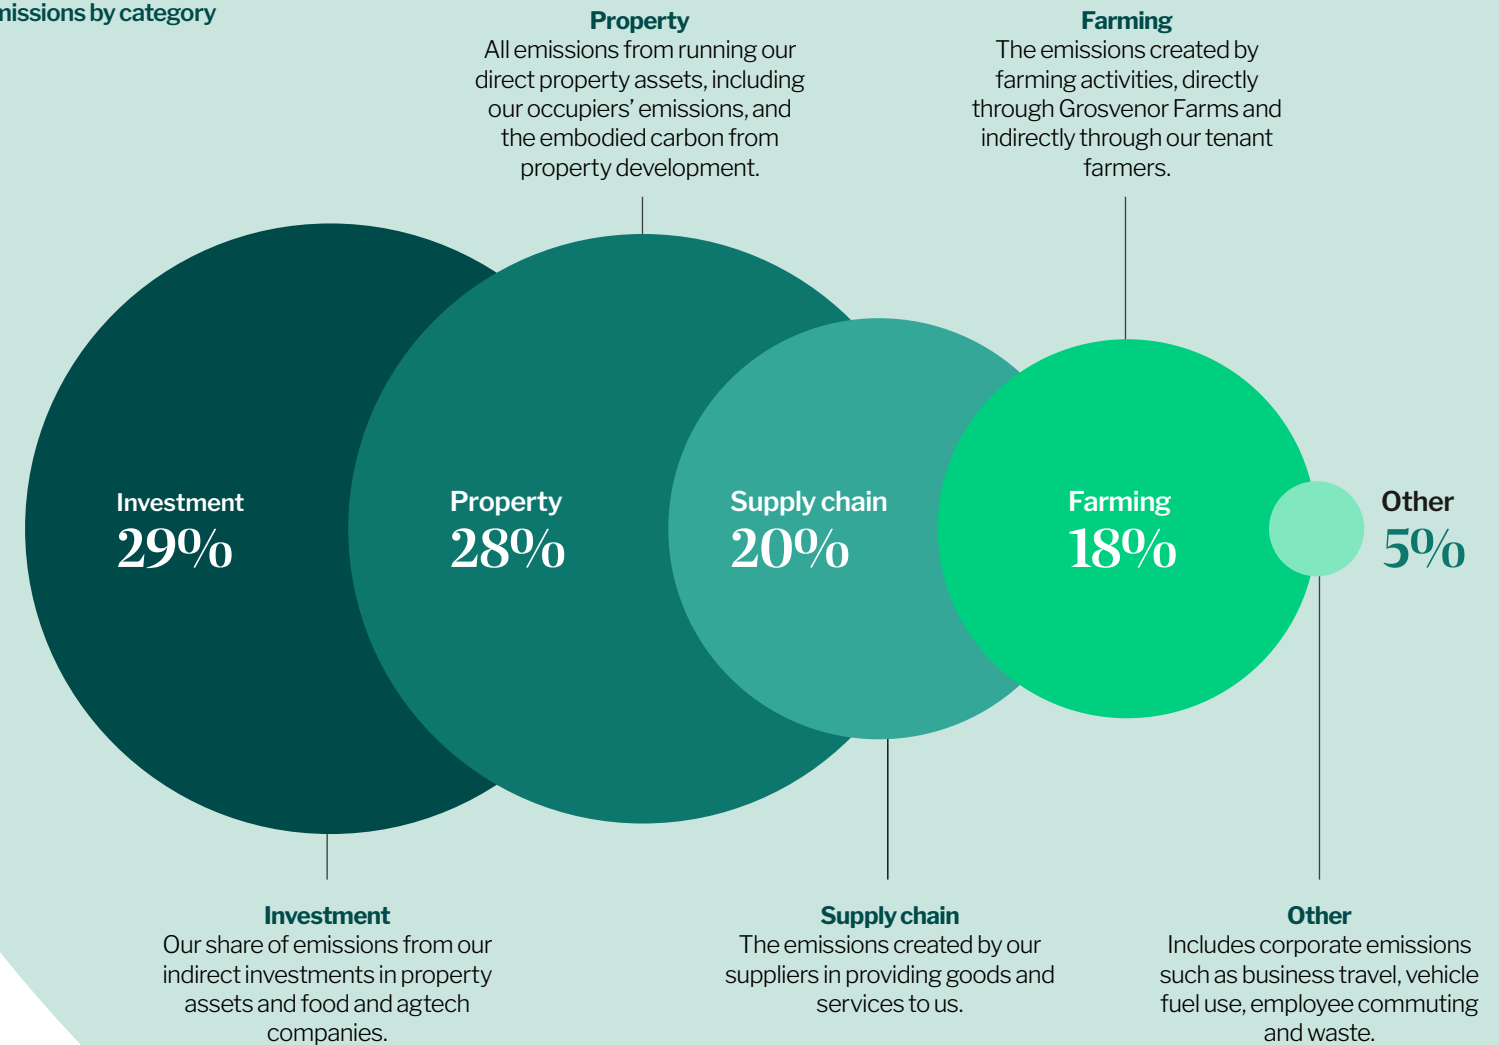 by category
Property
All emissions from running our
direct property assets, including
our occupiers’ emissions, and
the embodied carbon from
property development.
Farming
The emissions created by
farming activities, directly
through Grosvenor Farms and
indirectly through our tenant
farmers.
Investment
29%
Property
28%
Supply chain
20%
Farming
18%
Other
5%
Investment
Our share of emissions from our
indirect investments in property
assets and food and agtech
companies.
Supply chain
The emissions created by our
suppliers in providing goods and
services to us.
Other
Includes corporate emissions
such as business travel, vehicle
fuel use, employee commuting
and waste.